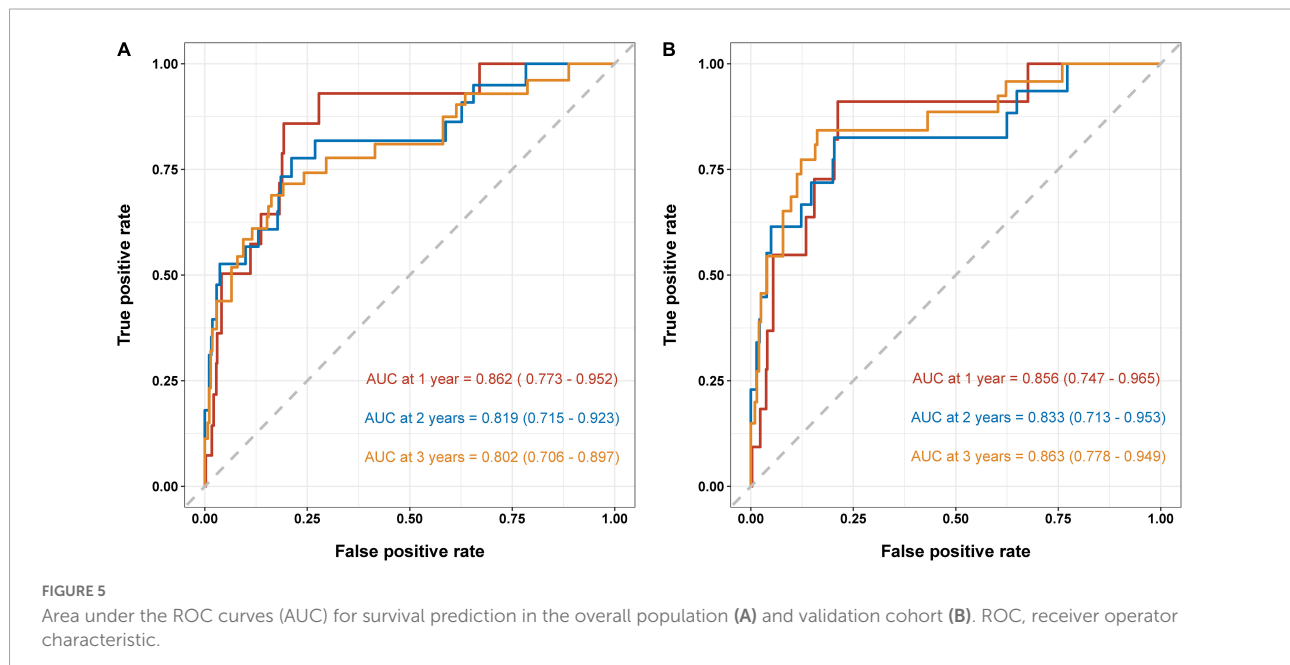 A
1.00
0.75
0.50
0.25
0.00
True positive rate
AUC at 1 year = 0.862 ( 0.773 - 0.952)
AUC at 2 years = 0.819 (0.715 - 0.923)
AUC at 3 years = 0.802 (0.706 - 0.897)
0.00 0.25 0.50 0.75 1.00
False positive rate
B
1.00
0.75
0.50
0.25
0.00
True positive rate
AUC at 1 year = 0.856 (0.747 - 0.965)
AUC at 2 years = 0.833 (0.713 - 0.953)
AUC at 3 years = 0.863 (0.778 - 0.949)
0.00 0.25 0.50 0.75 1.00
False positive rate
FIGURE 5
Area under the ROC curves (AUC) for survival prediction in the overall population (A) and validation cohort (B). ROC, receiver operator
characteristic.